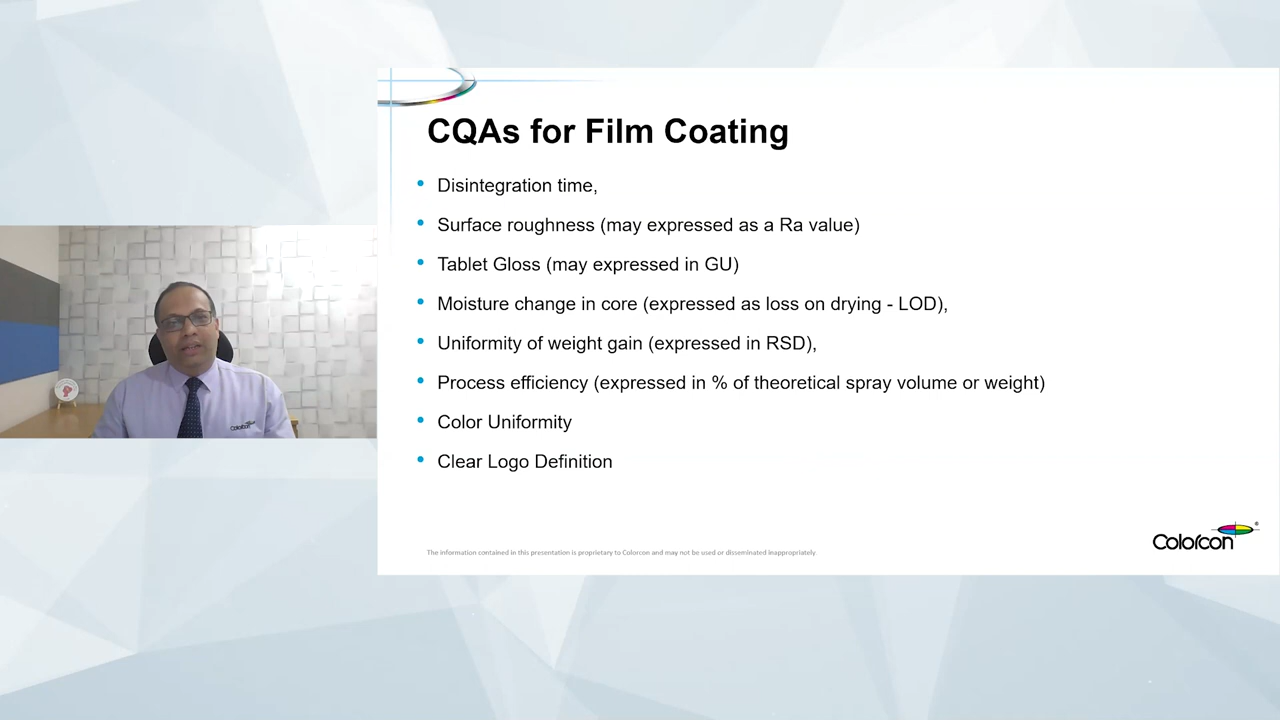 CQAs for Film Coating
• Disintegration time,
• Surface roughness (may expressed as a Ra value)
• Tablet Gloss (may expressed in GU)
• Moisture change in core (expressed as loss on drying - LOD),
• Uniformity of weight gain (expressed in RSD),
• Process efficiency (expressed in % of theoretical spray volume or weight)
• Color Uniformity
• Clear Logo Definition
The information contained in this presentation is proprietary to Colorcon and may not be used or disseminated inappropriately.
Colorcon®
Colorcon